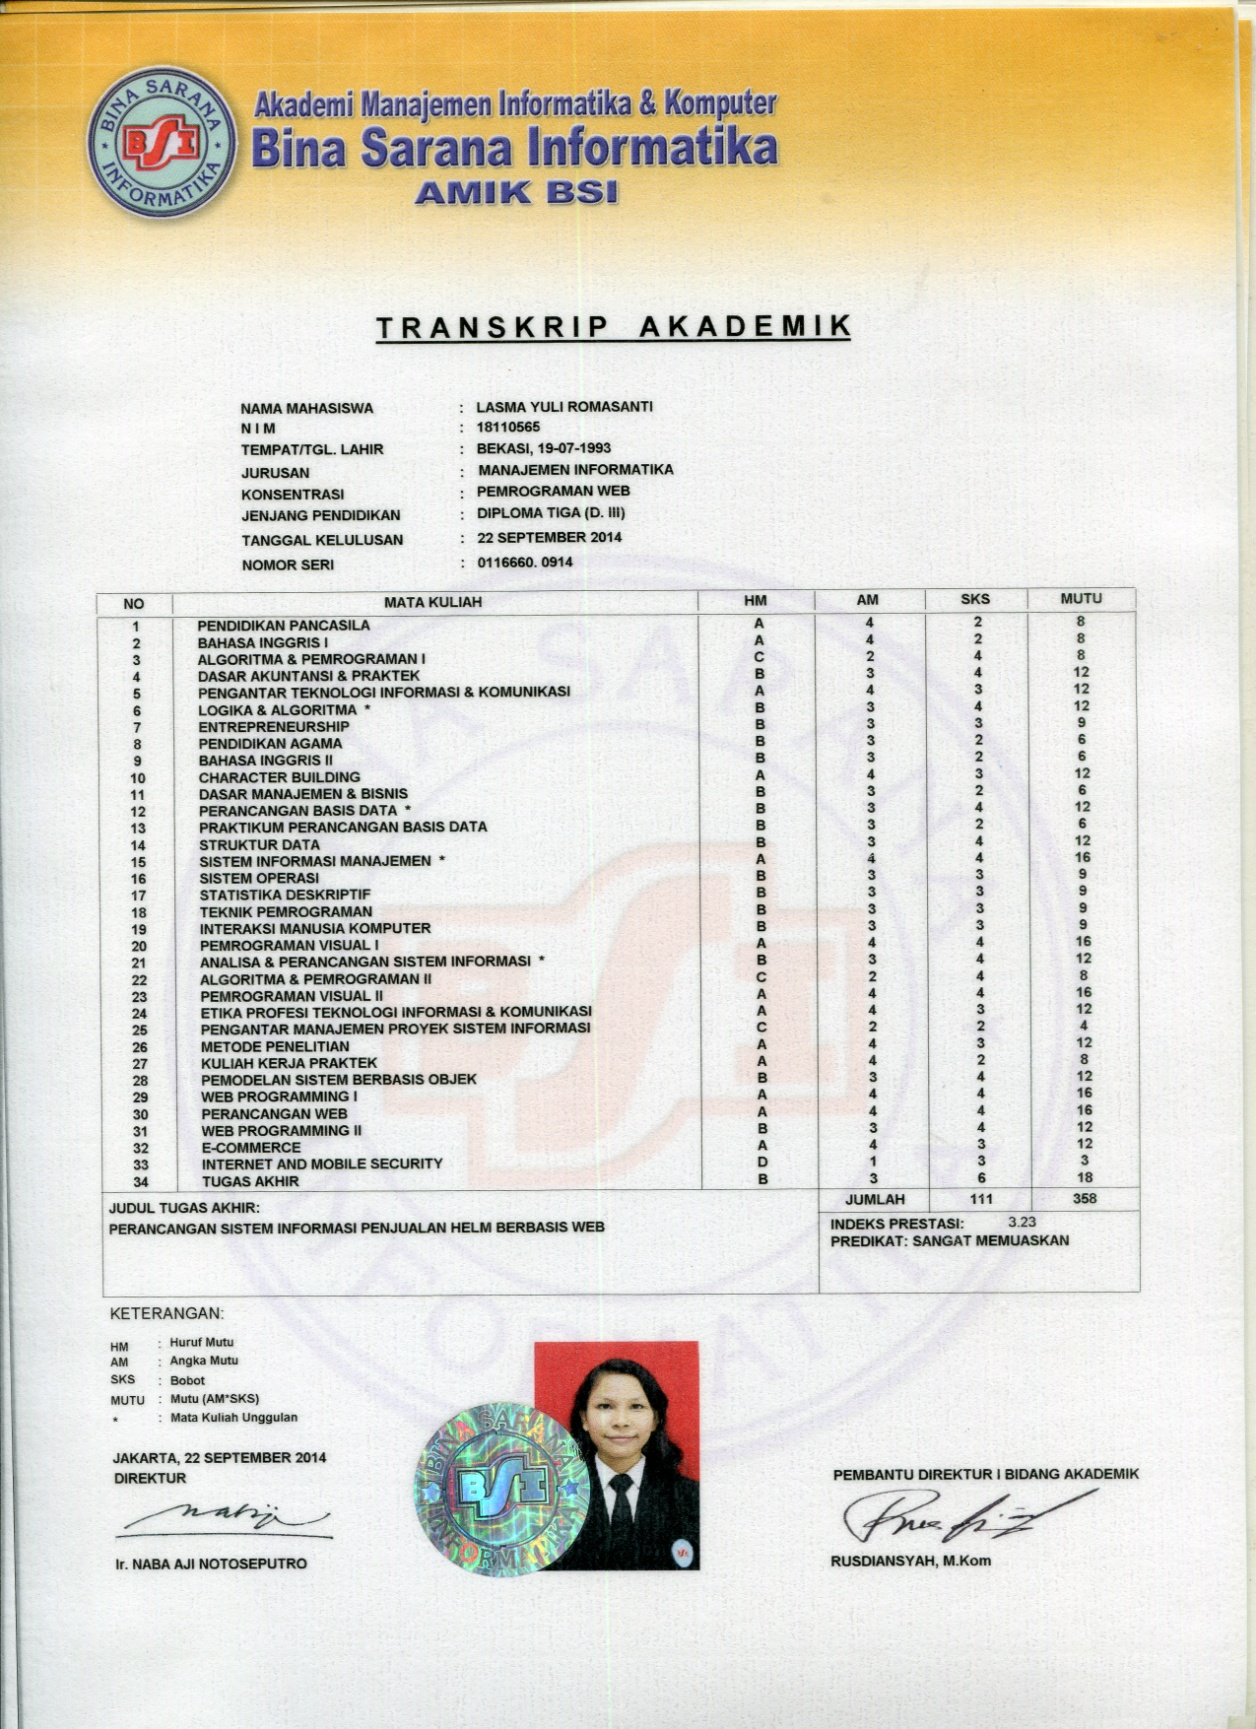 BINA SARANA
BSI
INFORMATIKA
Akademi Manajemen Informatika & Komputer
Bina Sarana Informatika
AMIK BSI
TRANSKRIP AKADEMIK
NAMA MAHASISWA : LASMA YULI ROMASANTI
N I M : 18110565
TEMPAT/TGL. LAHIR : BEKASI, 19-07-1993
JURUSAN : MANAJEMEN INFORMATIKA
KONSENTRASI : PEMROGRAMAN WEB
JENJANG PENDIDIKAN : DIPLOMA TIGA (D. III)
TANGGAL KELULUSAN : 22 SEPTEMBER 2014
NOMOR SERI : 0116660. 0914
NO MATA KULIAH HM AM SKS MUTU
1 PENDIDIKAN PANCASILA A 4 2 8
2 BAHASA INGGRIS I A 4 2 8
3 ALGORITMA & PEMROGRAMAN I C 2 4 8
4 DASAR AKUNTANSI & PRAKTEK B 3 4 12
5 PENGANTAR TEKNOLOGI INFORMASI & KOMUNIKASI A 4 3 12
6 LOGIKA & ALGORITMA * B 3 4 12
7 ENTREPRENEURSHIP B 3 3 9
8 PENDIDIKAN AGAMA B 3 2 6
9 BAHASA INGGRIS II B 3 2 6
10 CHARACTER BUILDING A 4 3 12
11 DASAR MANAJEMEN & BISNIS B 3 2 6
12 PERANCANGAN BASIS DATA * B 3 4 12
13 PRAKTIKUM PERANCANGAN BASIS DATA B 3 2 6
14 STRUKTUR DATA B 3 4 12
15 SISTEM INFORMASI MANAJEMEN * A 4 4 16
16 SISTEM OPERASI B 3 3 9
17 STATISTIKA DESKRIPTIF B 3 3 9
18 TEKNIK PEMROGRAMAN B 3 3 9
19 INTERAKSI MANUSIA KOMPUTER B 3 3 9
20 PEMROGRAMAN VISUAL I A 4 4 16
21 ANALISA & PERANCANGAN SISTEM INFORMASI * B 3 4 12
22 ALGORITMA & PEMROGRAMAN II C 2 4 8
23 PEMROGRAMAN VISUAL II A 4 4 16
24 ETIKA PROFESI TEKNOLOGI INFORMASI & KOMUNIKASI A 4 3 12
25 PENGANTAR MANAJEMEN PROYEK SISTEM INFORMASI C 2 2 4
26 METODE PENELITIAN A 4 3 12
27 KULIAH KERJA PRAKTEK A 4 2 8
28 PEMODELAN SISTEM BERBASIS OBJEK B 3 4 12
29 WEB PROGRAMMING I A 4 4 16
30 PERANCANGAN WEB A 4 4 16
31 WEB PROGRAMMING II B 3 4 12
32 E-COMMERCE A 4 3 12
33 INTERNET AND MOBILE SECURITY D 1 3 3
34 TUGAS AKHIR B 3 6 18
JUMLAH 111 358
JUDUL TUGAS AKHIR:
PERANCANGAN SISTEM INFORMASI PENJUALAN HELM BERBASIS WEB
INDEKS PRESTASI: 3.23
PREDIKAT: SANGAT MEMUASKAN
KETERANGAN:
HM : Huruf Mutu
AM : Angka Mutu
SKS : Bobot
MUTU : Mutu (AM*SKS)
* : Mata Kuliah Unggulan
JAKARTA, 22 SEPTEMBER 2014
DIREKTUR
Ir. NABA AJI NOTOSEPUTRO
BINA SARANA
BSI
INFORMATIKA
PEMBANTU DIREKTUR I BIDANG AKADEMIK
RUSDIANSYAH, M.Kom